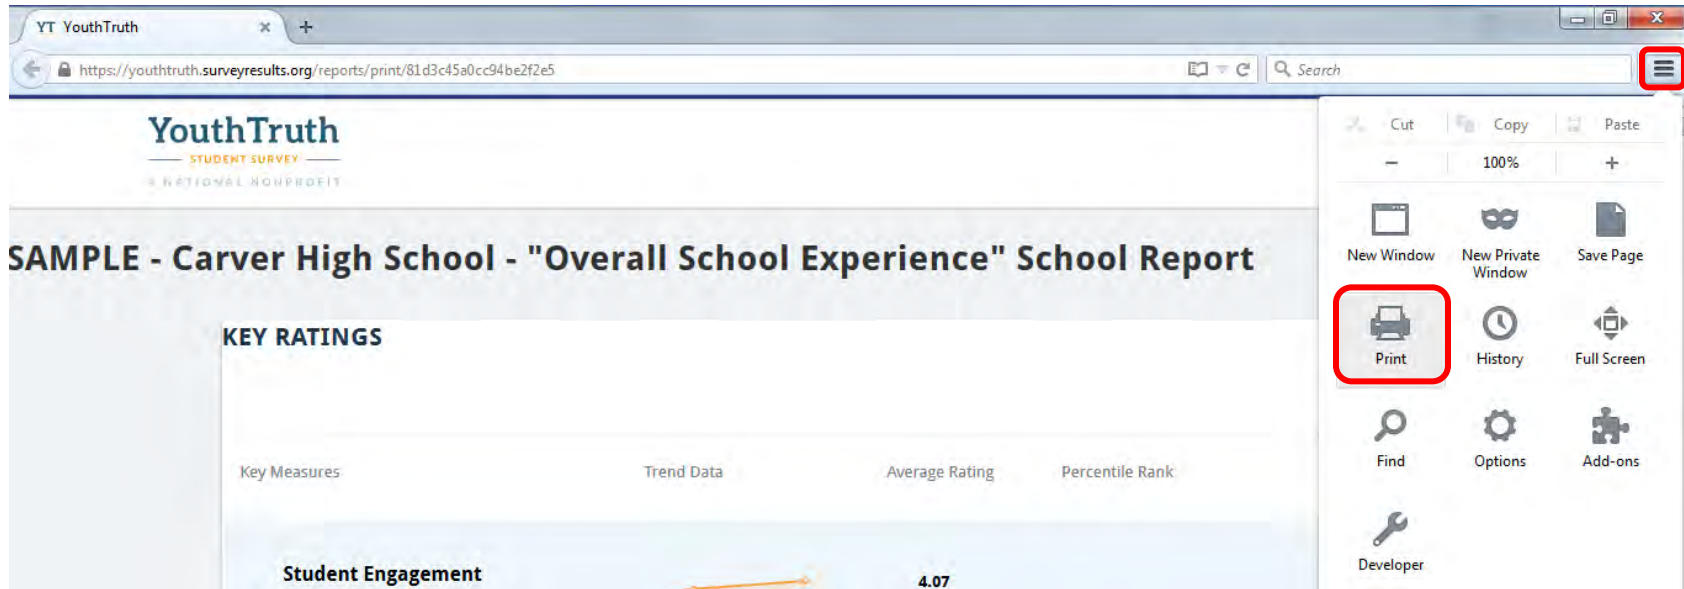 YT YouthTruth
https://youthtruth.surveyresults.org/reports/print/81d3c45a0cc94be2f2e5
Search
YouthTruth
STUDENT SURVEY
A NATIONAL NONPROFIT
SAMPLE - Carver High School - "Overall School Experience" School Report
KEY RATINGS
Key Measures Trend Data Average Rating Percentile Rank
Student Engagement 4.07
Cut Copy Paste
− 100% +
New Window New Private Window Save Page
Print History Full Screen
Find Options Add-ons
Developer